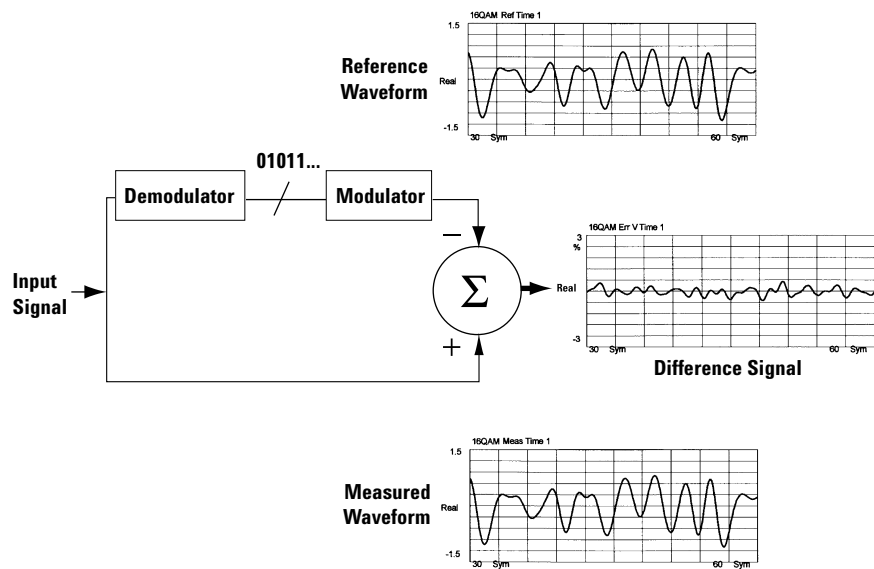 16QAM Ref Time 1
1.5
Reference
Waveform
Real
-1.5
30 Sym
60 Sym
01011...
Demodulator
Modulator
–
Input
Signal
Σ
+
16QAM Err V Time 1
3
%
Real
-3
30 Sym
60 Sym
Difference Signal
16QAM Meas Time 1
1.5
Measured
Waveform
Real
-1.5
30 Sym
60 Sym